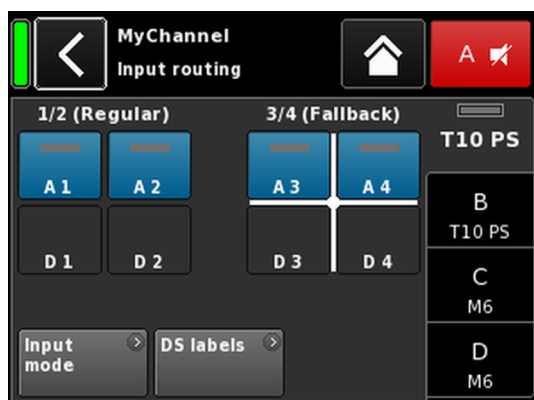 MyChannel
Input routing
A
1/2 (Regular)
3/4 (Fallback)
T10 PS
A 1
A 2
A 3
A 4
B
T10 PS
D 1
D 2
D 3
D 4
C
M6
Input
mode
DS labels
D
M6